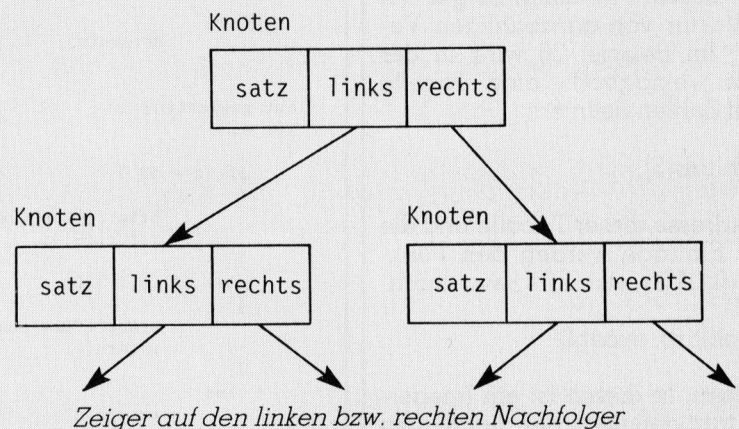 Knoten
satz links rechts
Knoten Knoten
satz links rechts satz links rechts
Zeiger auf den linken bzw. rechten Nachfolger